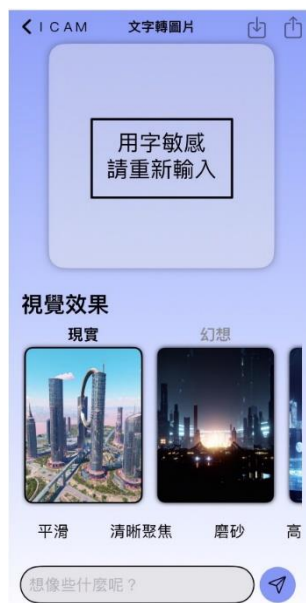 I CAM
文字轉圖片
用字敏感
請重新輸入
視覺效果
現實
幻想
平滑
清晰聚焦
磨砂
高
想像些什麼呢？